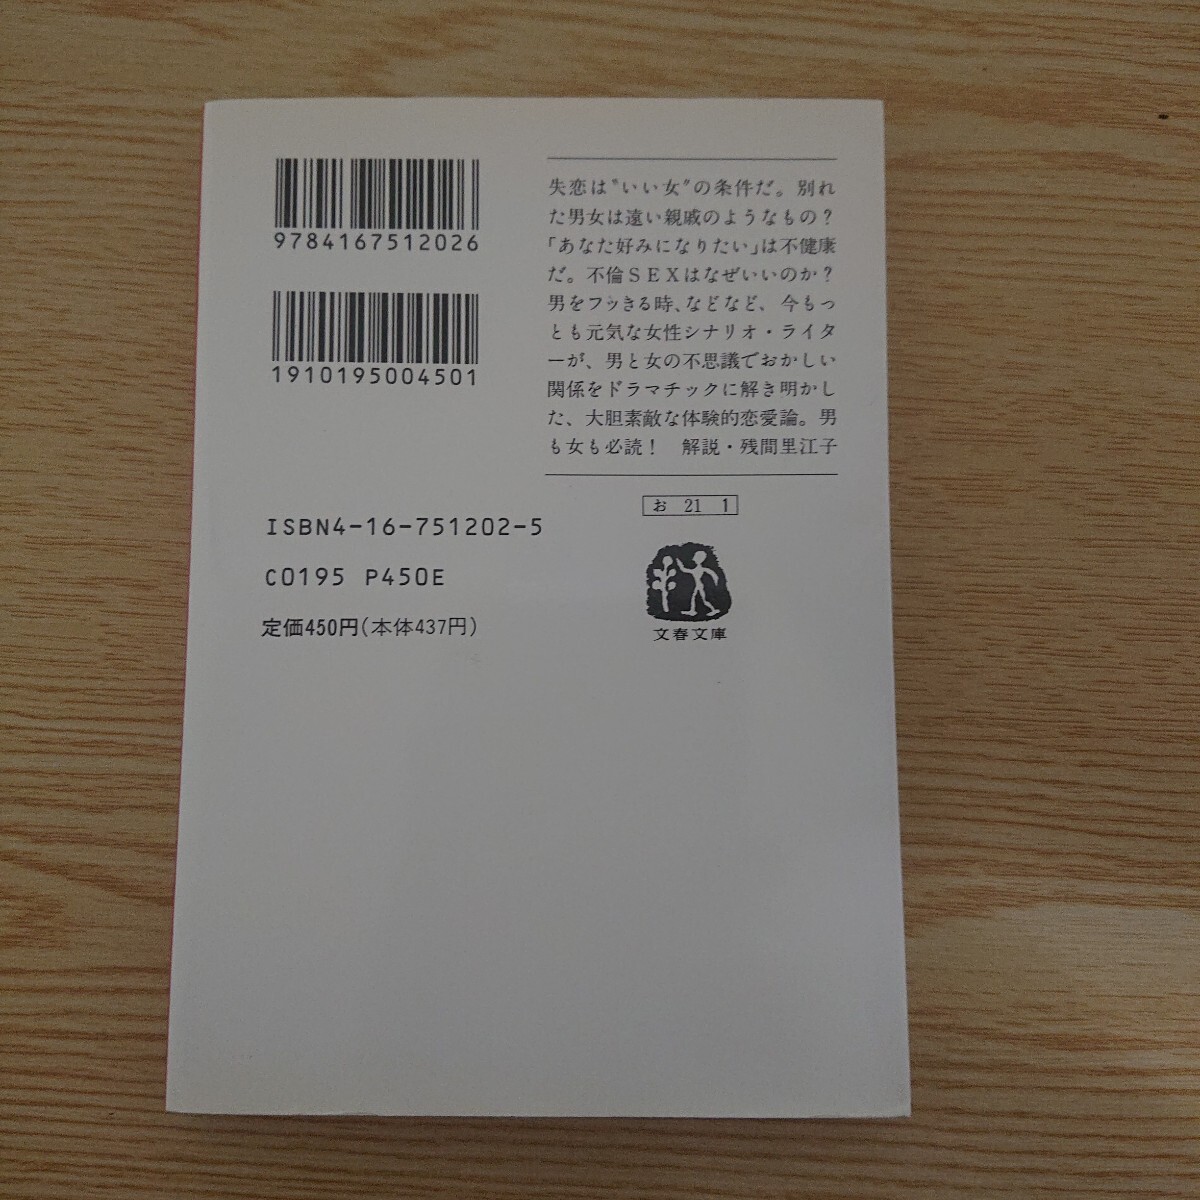 9784167512026
1910195004501
失恋は〝いい女〟の条件だ。別れ
た男女は遠い親戚のようなもの？
「あなた好みになりたい」は不健康
だ。不倫ＳＥＸはなぜいいのか？
男をフッきる時、などなど、今もっ
とも元気な女性シナリオ・ライタ
ーが、男と女の不思議でおかしい
関係をドラマチックに解き明かし
た、大胆素敵な体験的恋愛論。男
も女も必読！　解説・残間里江子
お 21 1
文春文庫
ISBN4-16-751202-5
C0195 P450E
定価450円(本体437円)